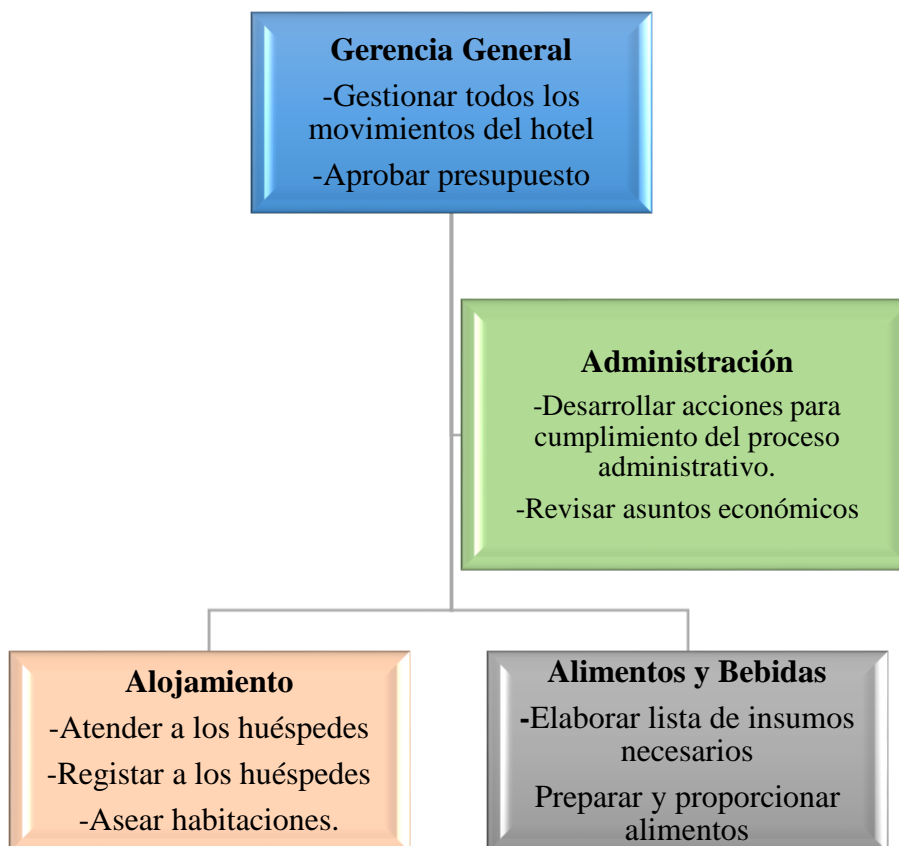 Gerencia General
-Gestionar todos los
movimientos del hotel
-Aprobar presupuesto
Administración
-Desarrollar acciones para
cumplimiento del proceso
administrativo.
-Revisar asuntos económicos
Alojamiento
-Atender a los huéspedes
-Registar a los huéspedes
-Asear habitaciones.
Alimentos y Bebidas
-Elaborar lista de insumos
necesarios
Preparar y proporcionar
alimentos